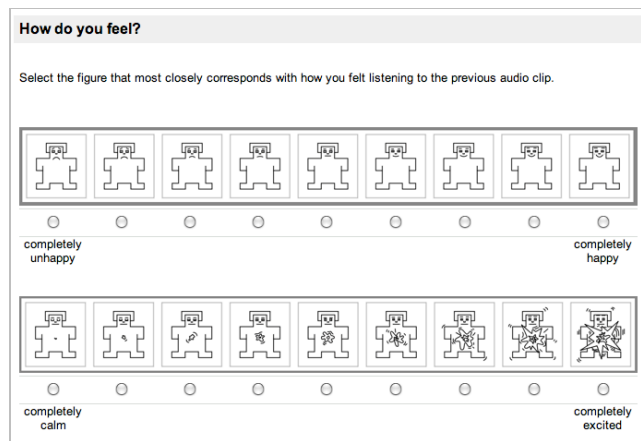 How do you feel?
Select the figure that most closely corresponds with how you felt listening to the previous audio clip.
completely
unhappy
completely
happy
completely
calm
completely
excited